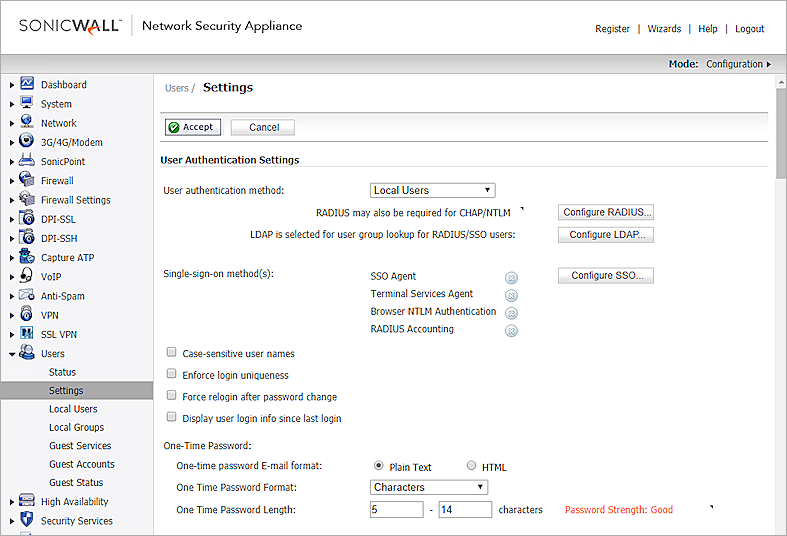 SONICWALL Network Security Appliance
Register | Wizards | Help | Logout
Mode: Configuration
Dashboard
System
Network
3G/4G/Modem
SonicPoint
Firewall
Firewall Settings
DPI-SSL
DPI-SSH
Capture ATP
VoIP
Anti-Spam
VPN
SSL VPN
Users
Status
Settings
Local Users
Local Groups
Guest Services
Guest Accounts
Guest Status
High Availability
Security Services
Users / Settings
Accept Cancel
User Authentication Settings
User authentication method: Local Users
RADIUS may also be required for CHAP/NTLM Configure RADIUS...
LDAP is selected for user group lookup for RADIUS/SSO users: Configure LDAP...
Single-sign-on method(s): SSO Agent Configure SSO...
Terminal Services Agent
Browser NTLM Authentication
RADIUS Accounting
Case-sensitive user names
Enforce login uniqueness
Force relogin after password change
Display user login info since last login
One-Time Password:
One-time password E-mail format: Plain Text HTML
One Time Password Format: Characters
One Time Password Length: 5 - 14 characters Password Strength: Good